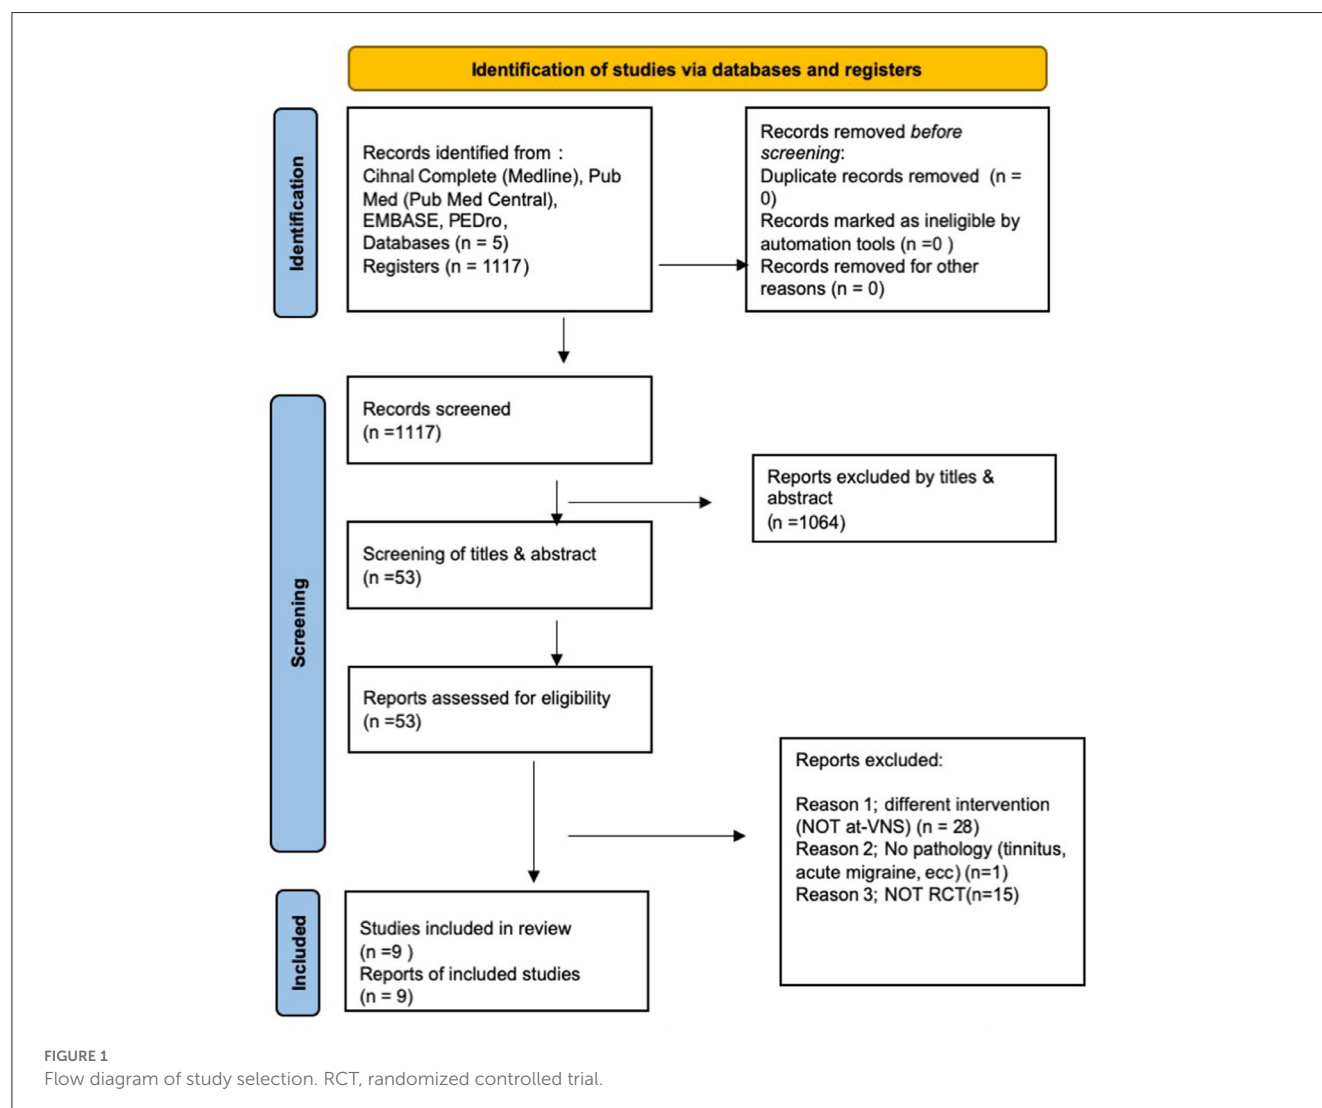 Identification of studies via databases and registers
Identification
Records identified from :
Cihnal Complete (Medline), Pub
Med (Pub Med Central),
EMBASE, PEDro,
Databases (n = 5)
Registers (n = 1117)
Records removed before
screening:
Duplicate records removed (n =
0)
Records marked as ineligible by
automation tools (n =0 )
Records removed for other
reasons (n = 0)
Screening
Records screened
(n =1117)
Reports excluded by titles &
abstract
(n =1064)
Screening of titles & abstract
(n =53)
Reports assessed for eligibility
(n =53)
Reports excluded:
Reason 1; different intervention
(NOT at-VNS) (n = 28)
Reason 2; No pathology (tinnitus,
acute migraine, ecc) (n=1)
Reason 3; NOT RCT(n=15)
Included
Studies included in review
(n =9 )
Reports of included studies
(n = 9)
FIGURE 1
Flow diagram of study selection. RCT, randomized controlled trial.